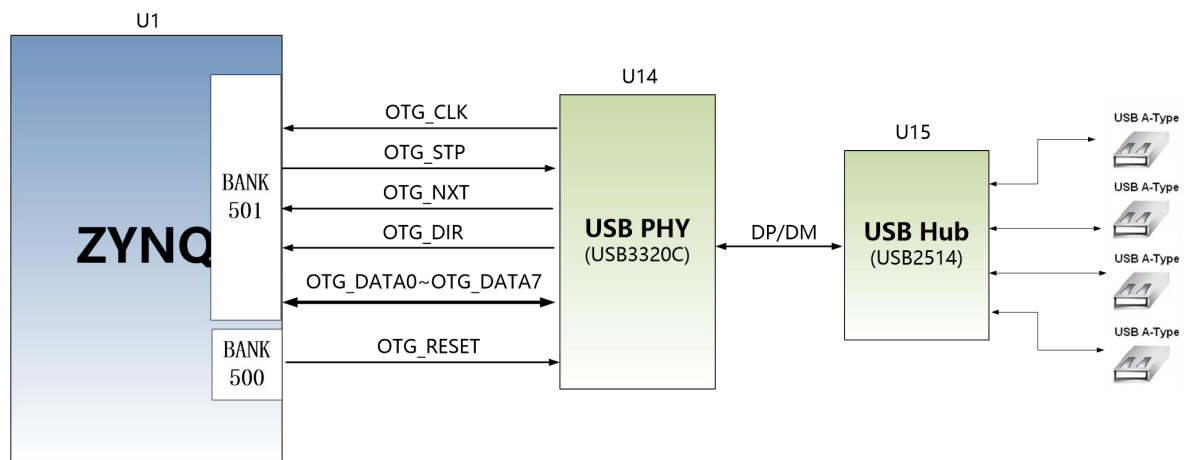 U1
ZYNQ
BANK
501
BANK
500
OTG_CLK
OTG_STP
OTG_NXT
OTG_DIR
OTG_DATA0~OTG_DATA7
OTG_RESET
U14
USB PHY
(USB3320C)
DP/DM
U15
USB Hub
(USB2514)
USB A-Type
USB A-Type
USB A-Type
USB A-Type